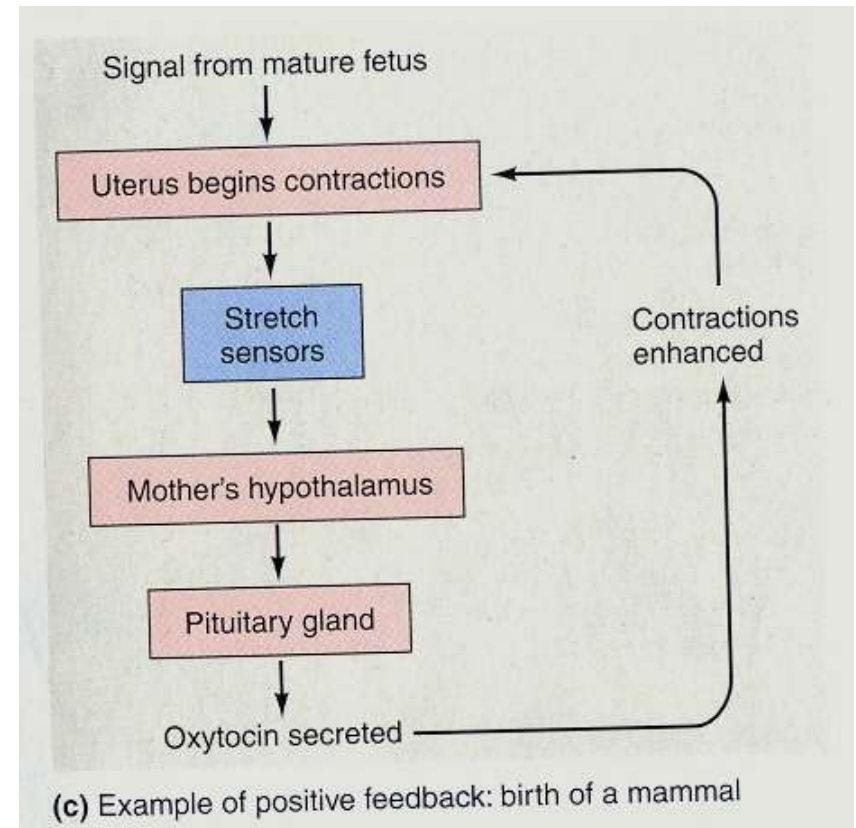 Signal from mature fetus
Uterus begins contractions
Stretch
sensors
Contractions
enhanced
Mother's hypothalamus
Pituitary gland
Oxytocin secreted
(c) Example of positive feedback: birth of a mammal